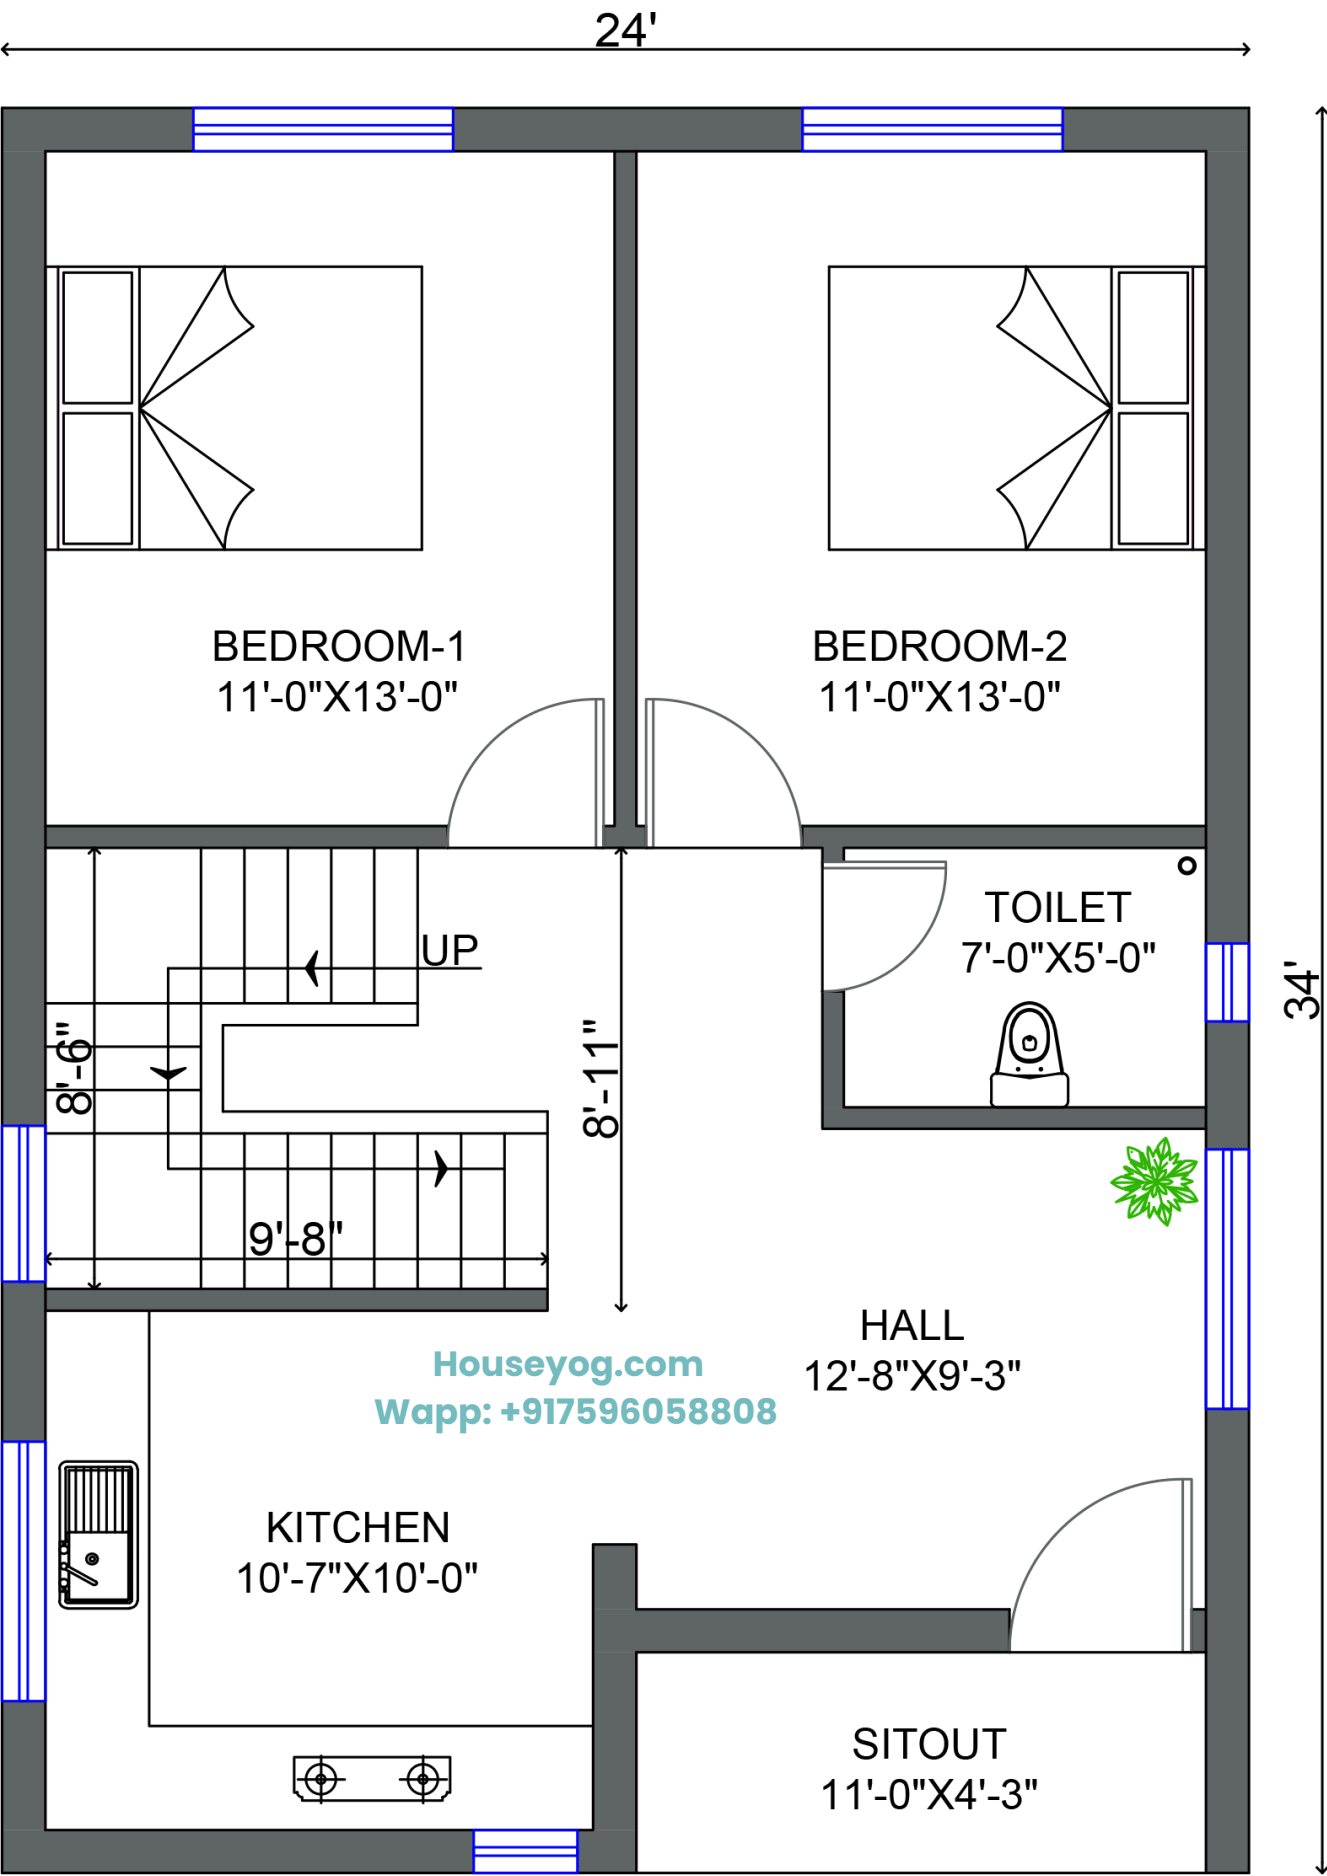 24'
BEDROOM-1
11'-0"X13'-0"
BEDROOM-2
11'-0"X13'-0"
UP
TOILET
7'-0"X5'-0"
34'
8'-6"
8'-11"
9'-8"
HALL
12'-8"X9'-3"
Houseyog.com
Wapp: +917596058808
KITCHEN
10'-7"X10'-0"
SITOUT
11'-0"X4'-3"